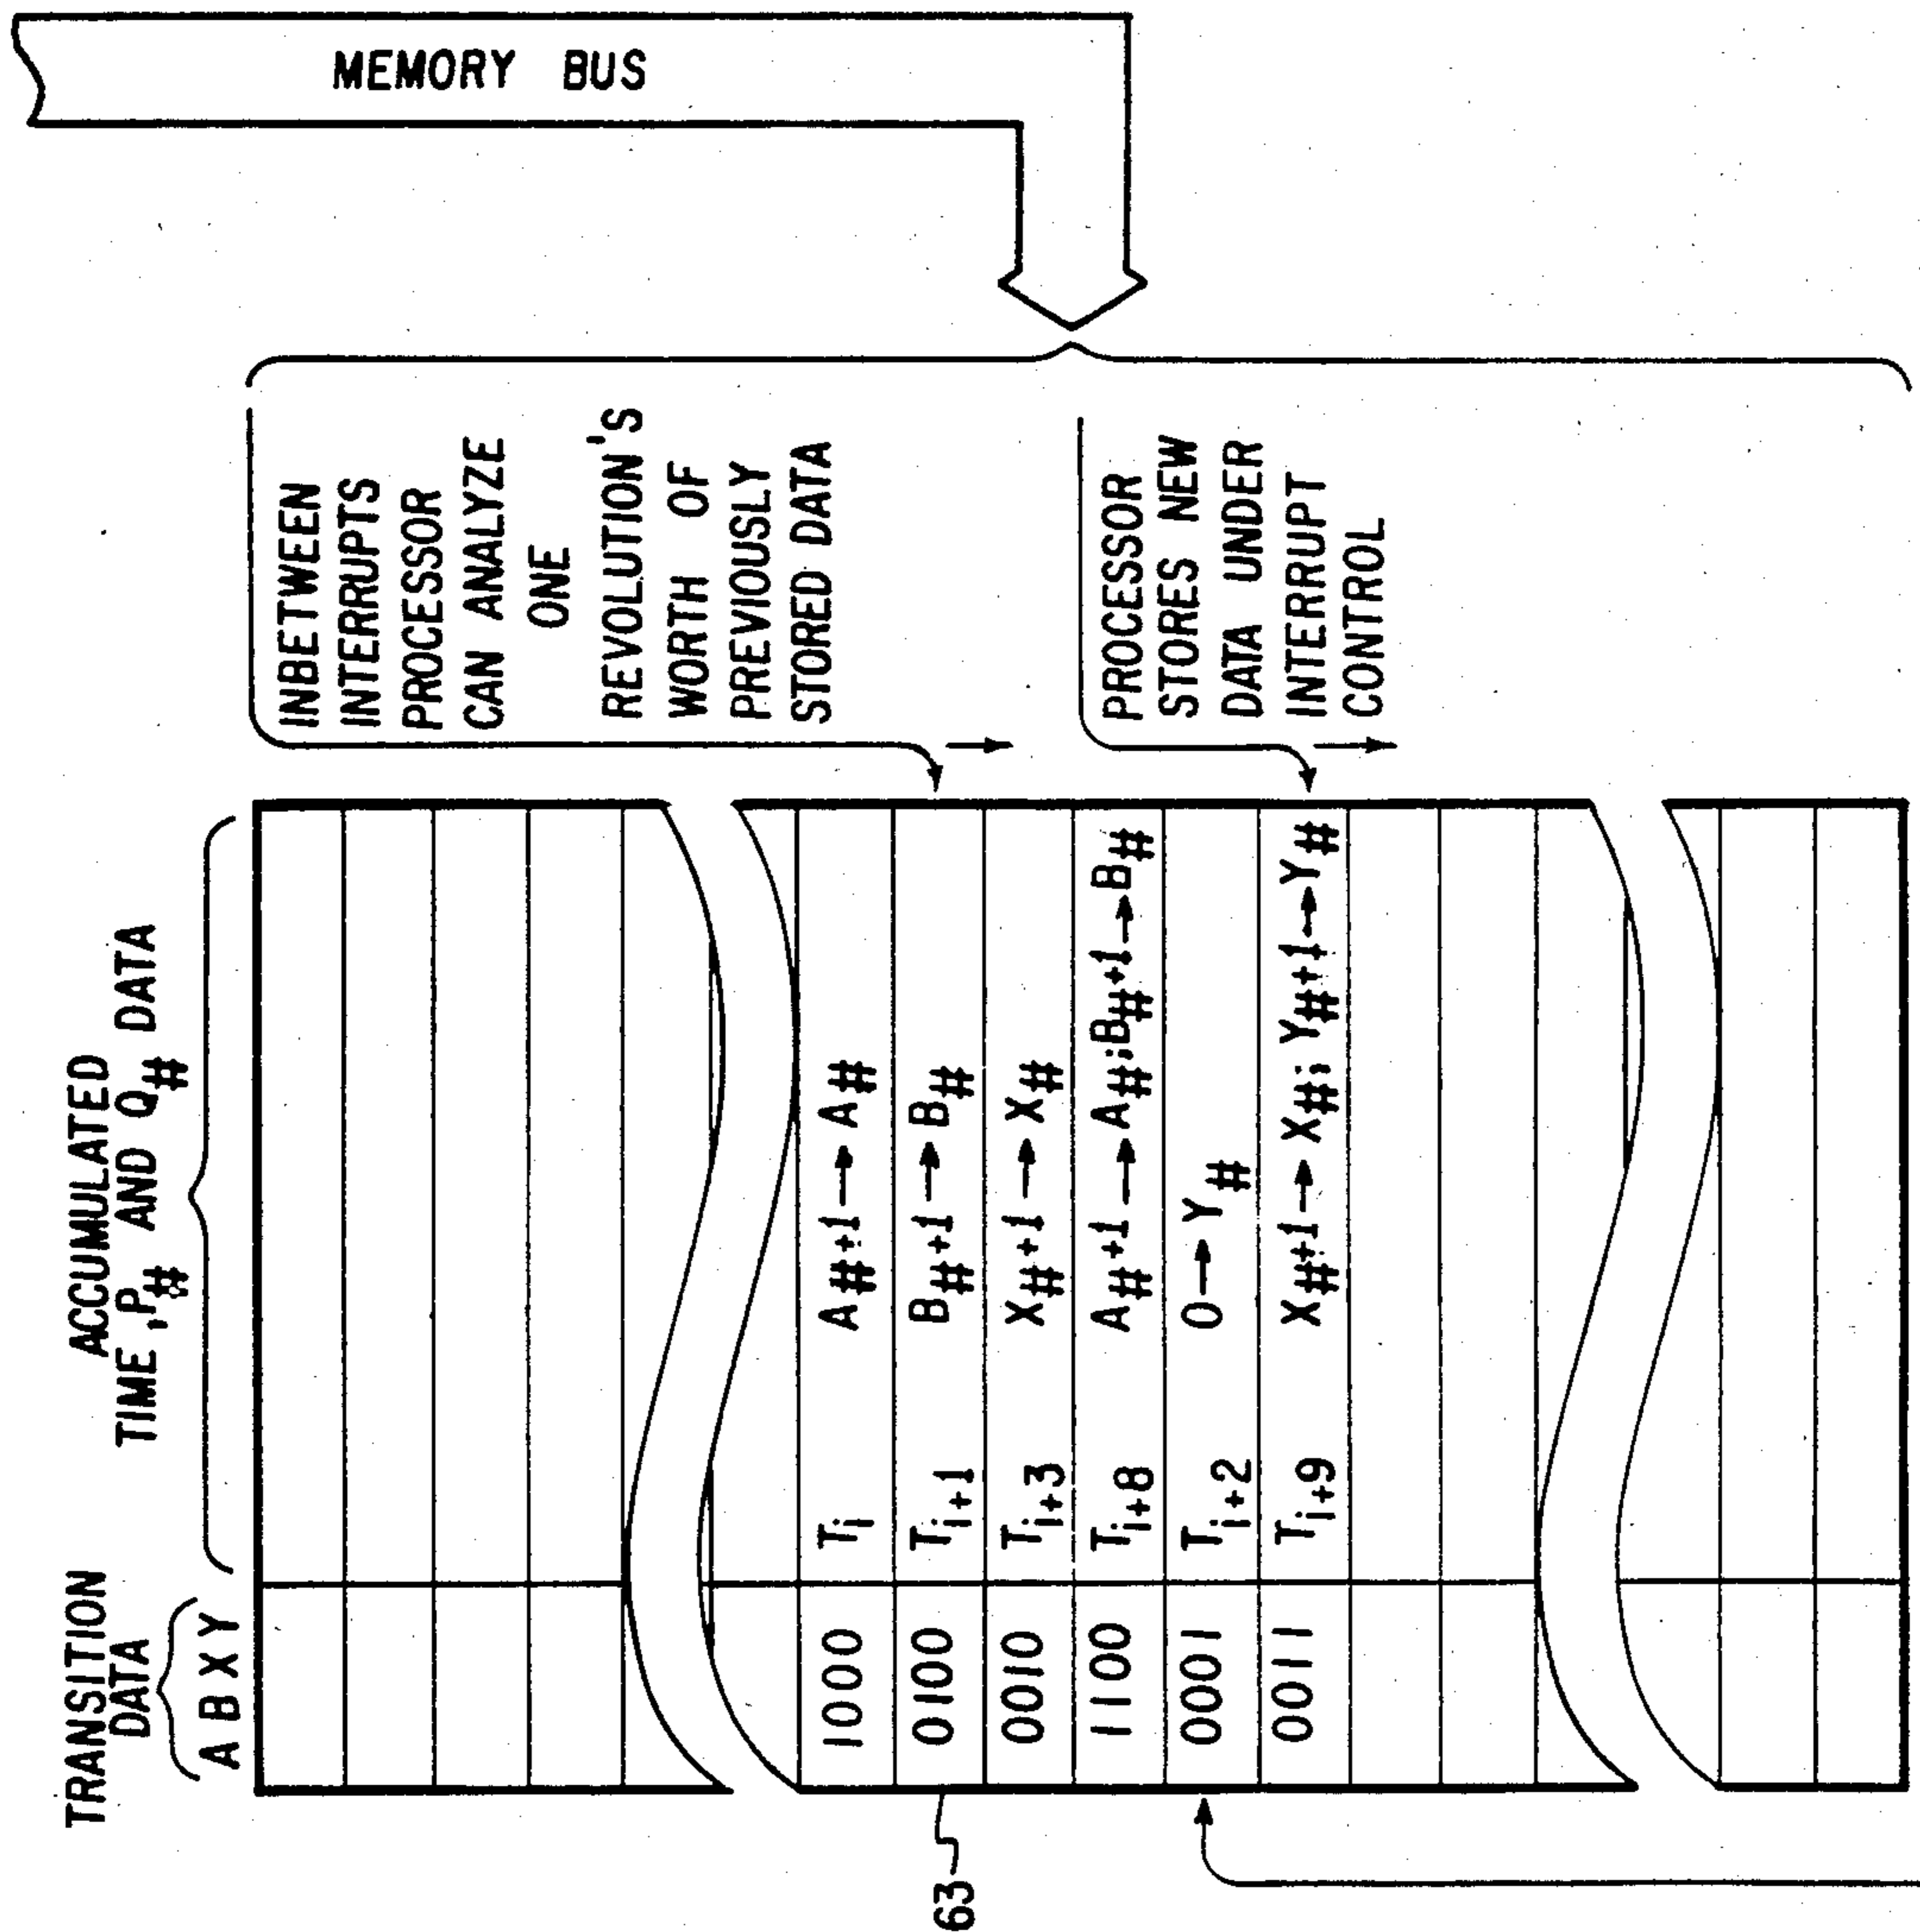 MEMORY BUS
TRANSITION
DATA
A B X Y
ACCUMULATED
TIME, P# AND Q# DATA
1000 Ti A#+1→A#
0100 Ti+1 B#+1→B#
0010 Ti+3 X#+1→X#
1100 Ti+8 A#+1→A#;B#+1→B#
0001 Ti+2 0→Y#
0011 Ti+9 X#+1→X#; Y#+1→Y#
63
INBETWEEN
INTERRUPTS
PROCESSOR
CAN ANALYZE
ONE
REVOLUTION'S
WORTH OF
PREVIOUSLY
STORED DATA
PROCESSOR
STORES NEW
DATA UNDER
INTERRUPT
CONTROL